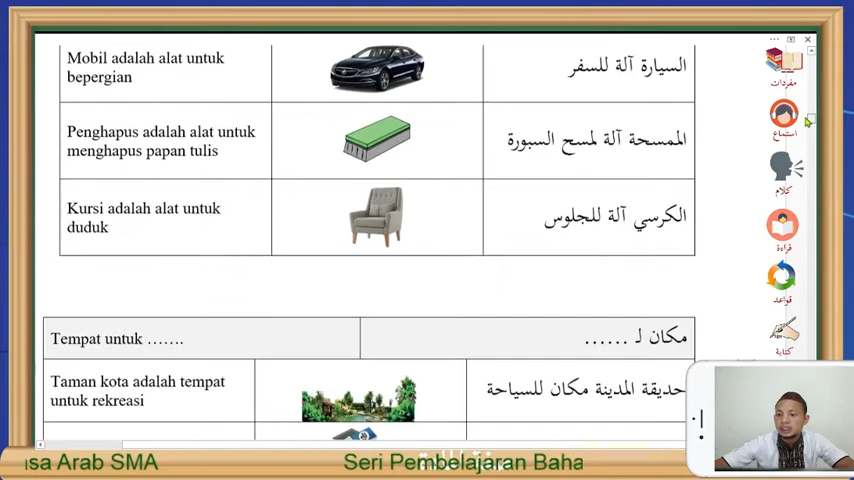 Mobil adalah alat untuk
bepergian
السيارة آلة للسفر
Penghapus adalah alat untuk
menghapus papan tulis
الممسحة آلة لمسح السبورة
Kursi adalah alat untuk
duduk
الكرسي آلة للجلوس
Tempat untuk …….
مكان لـ ……
Taman kota adalah tempat
untuk rekreasi
حديقة المدينة مكان للسياحة
مفردات
استماع
كلام
قراءة
قواعد
كتابة
sa Arab SMA
Seri Pembelajaran Baha